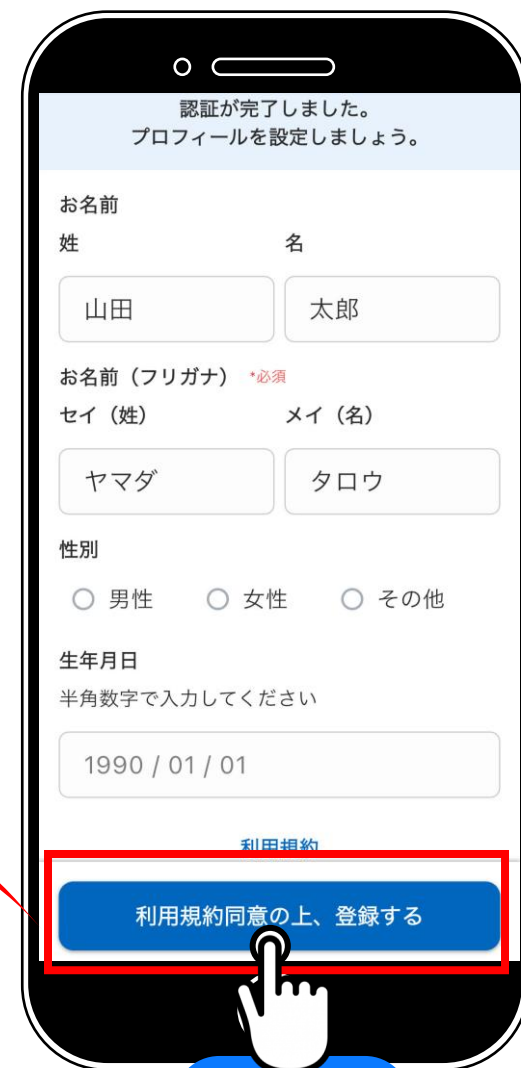 認証が完了しました。
プロフィールを設定しましょう。
お名前
姓 名
山田 太郎
お名前（フリガナ） *必須
セイ（姓） メイ（名）
ヤマダ タロウ
性別
男性 女性 その他
生年月日
半角数字で入力してください
1990 / 01 / 01
利用規約
利用規約同意の上、登録する